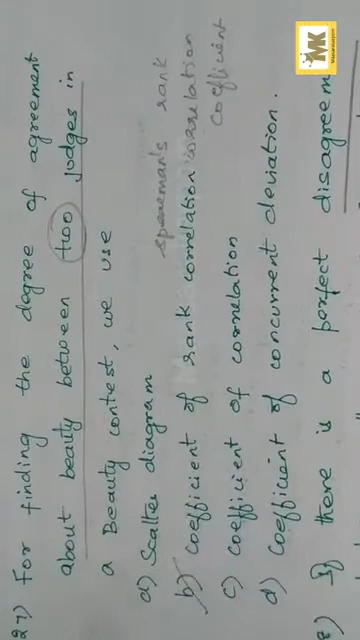 27) For finding the degree of agreement
about beauty between two judges in
a Beauty contest, we use
a) Scatter diagram
spearman's rank
b) coefficient of rank correlation correlation
coefficient
c) coefficient of correlation
d) Coefficient of concurrent deviation.
8) If there is a perfect disagreem
MK